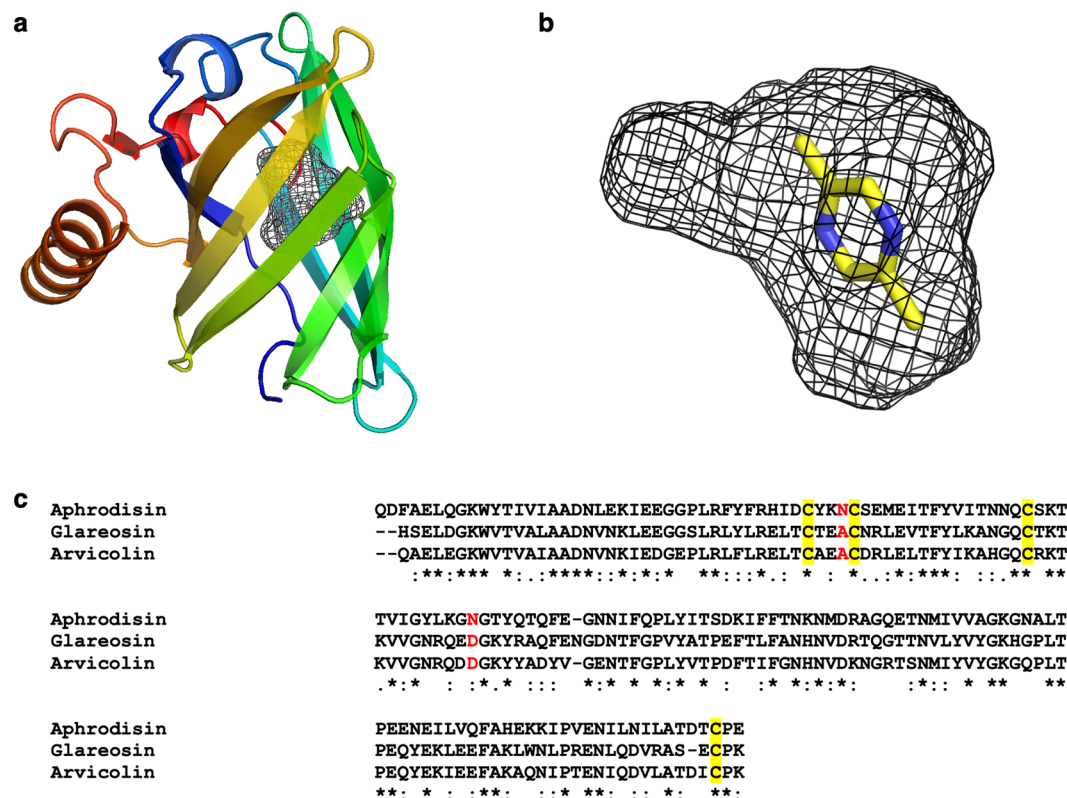 a
b
c
Aphrodisin QDFAELQGKWYTIVIAADNLEKIEEGGPLRFYFRHIDCYKNCSEMEITFYVITNNQCSKT
Glareosin --HSELDGKWVTVALAADNVNKLEEGGSLRLYLRELTCTEACNRLEVTFYLKANGQCTKT
Arvicolin --QAELEGKWVTVAIAADNVNKIEDGEPLRLFLRELTCAEACDRLELTFYIKAHGQCRKT
:**:*** *:.:****::*:*:* **:::*.: * *..:*:***: ::.** **
Aphrodisin TVIGYLKGNGTYQTQFE-GNNIFQPLYITSDKIFFTNKNMDRAGQETNMIVVAGKGNALT
Glareosin KVVGNRQEDGKYRAQFENGDNTFGPVYATPEFTLFANHNVDRTQGTTNVLYVYGKHGPLT
Arvicolin KVVGNRQDDGKYYADYV-GENTFGPLYVTPDFTIFGNHNVDKNGRTSNMIYVYGKGQPLT
.*:* : :*.* ::: *:* * *:* *.: :* *:*:*: :*:: * ** **
Aphrodisin PEENEILVQFAHEKKIPVENILNILATDTCPE
Glareosin PEQYEKLEEFAKLWNLPRENLQDVRAS-ECPK
Arvicolin PEQYEKIEEFAKAQNIPTENIQDVLATDICPK
**: * : :**: ::* **: :: *: **: